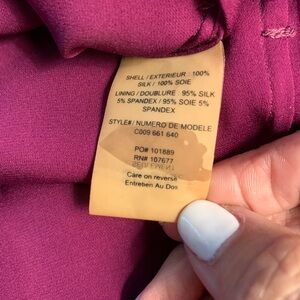 SHELL / EXTERIEUR 100%
SILK / 100% SOIE
LINING / DOUBLURE 95% SILK
5% SPANDEX / 95% SOIE 5%
SPANDEX
STYLE#/ NUMERO DE MODELE
C009 661 640
PO# 101889
RN# 107677
Care on reverse
Entretien Au Dos